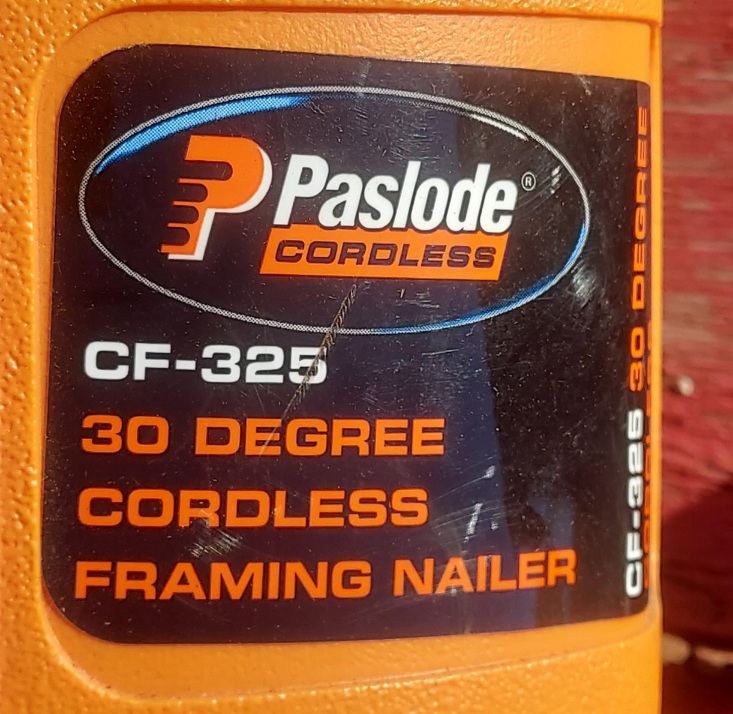 Paslode®
CORDLESS
CF-325
30 DEGREE
CORDLESS
FRAMING NAILER
CF-325 30 DEGREE